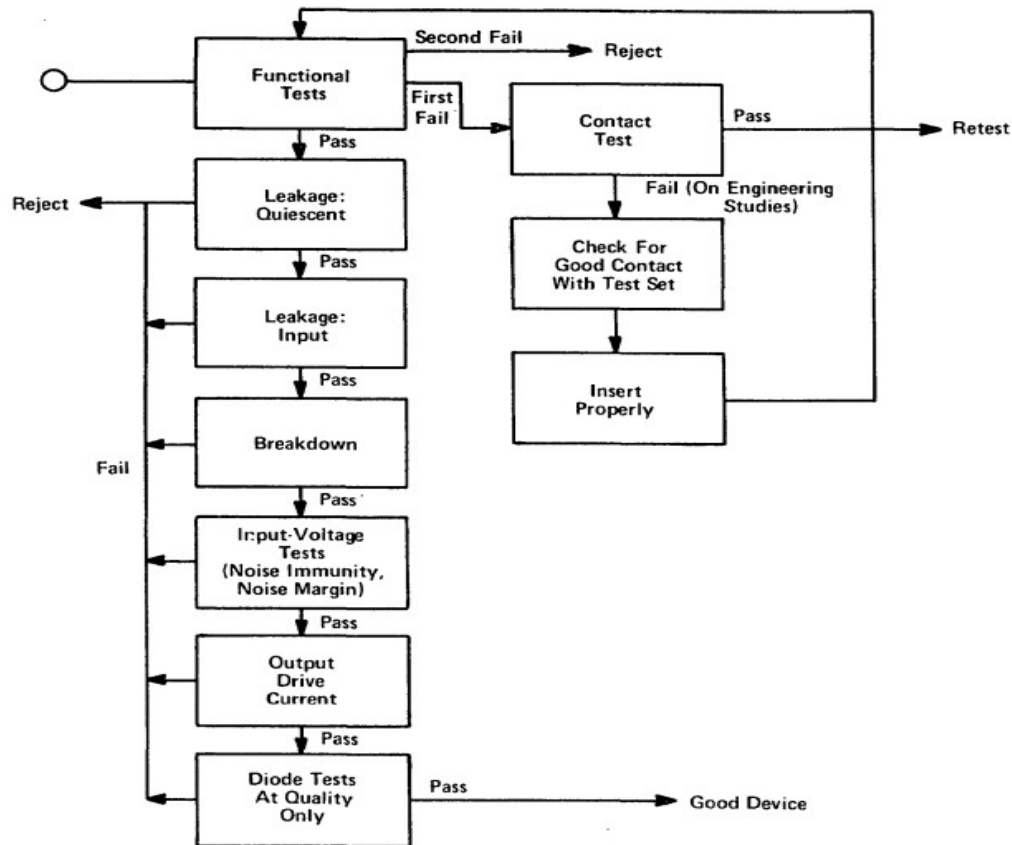 Second Fail
Reject
Functional
Tests
First
Fail
Contact
Test
Pass
Retest
Pass
Reject
Leakage:
Quiescent
Fail (On Engineering
Studies)
Pass
Check For
Good Contact
With Test Set
Leakage:
Input
Pass
Insert
Properly
Breakdown
Fail
Pass
Input-Voltage
Tests
(Noise Immunity,
Noise Margin)
Pass
Output
Drive
Current
Pass
Diode Tests
At Quality
Only
Pass
Good Device